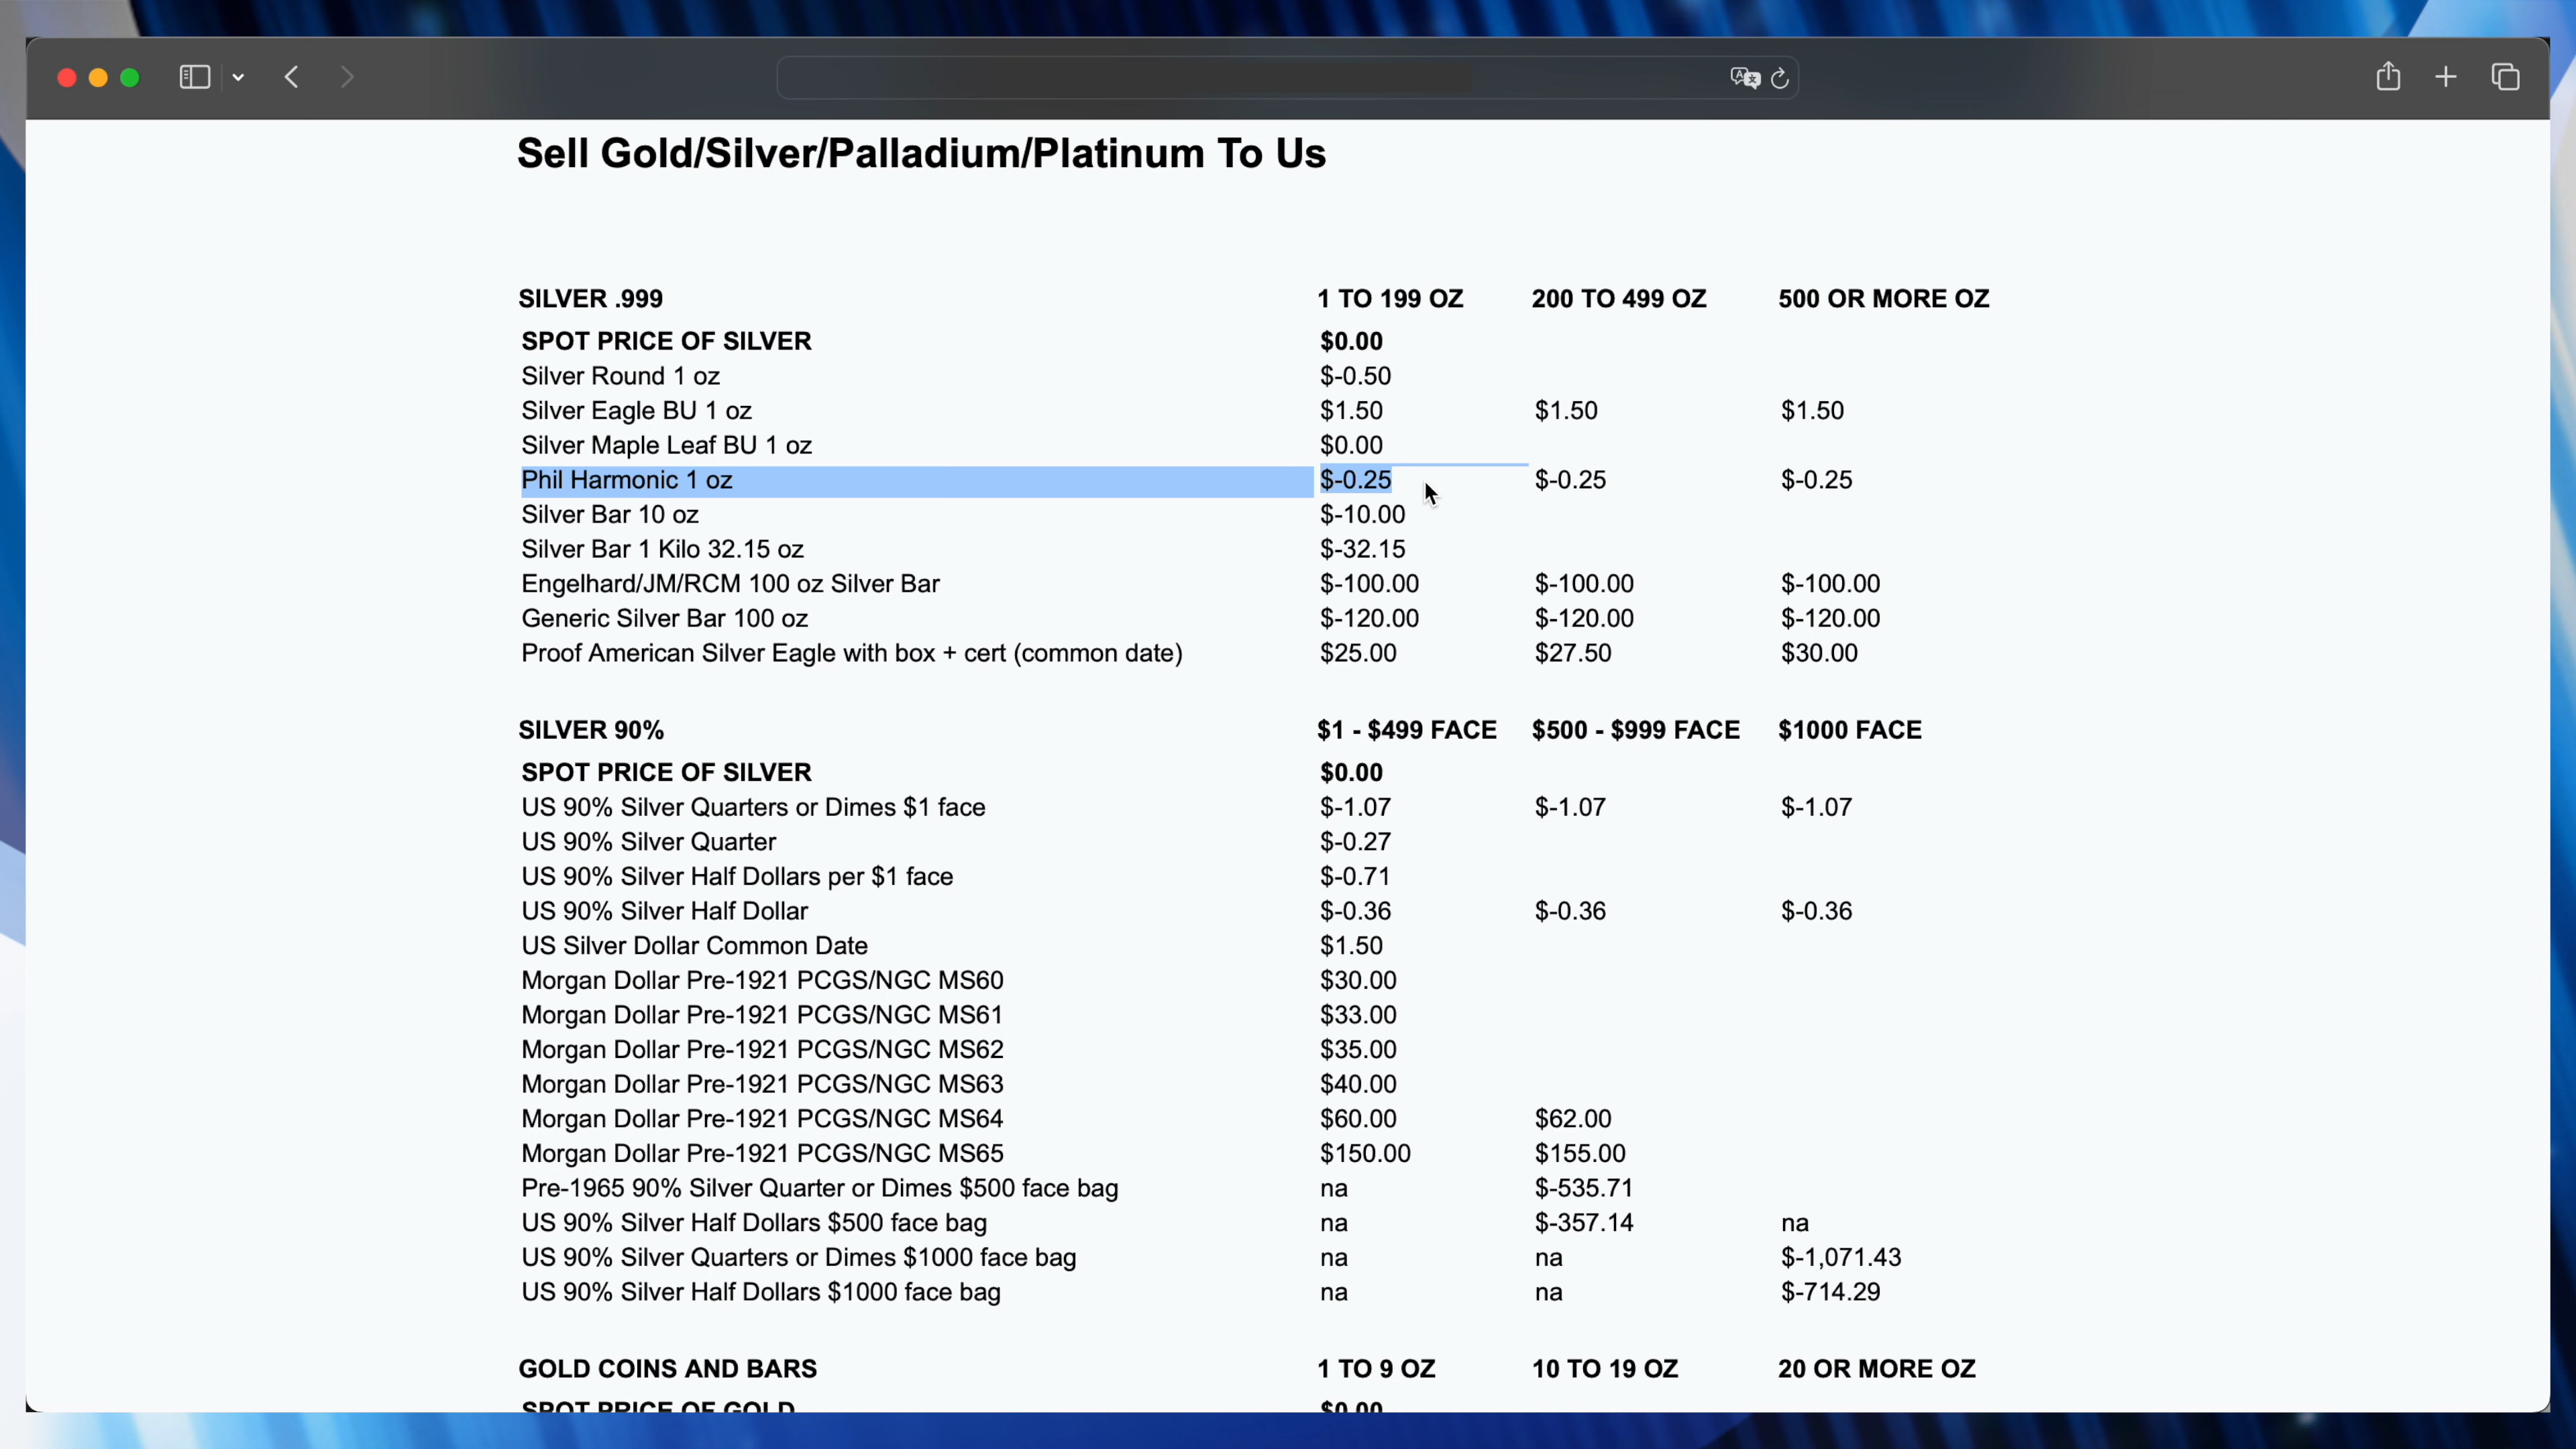 Sell Gold/Silver/Palladium/Platinum To Us
SILVER .999 1 TO 199 OZ 200 TO 499 OZ 500 OR MORE OZ
SPOT PRICE OF SILVER $0.00
Silver Round 1 oz $-0.50
Silver Eagle BU 1 oz $1.50 $1.50 $1.50
Silver Maple Leaf BU 1 oz $0.00
Phil Harmonic 1 oz $-0.25 $-0.25 $-0.25
Silver Bar 10 oz $-10.00
Silver Bar 1 Kilo 32.15 oz $-32.15
Engelhard/JM/RCM 100 oz Silver Bar $-100.00 $-100.00 $-100.00
Generic Silver Bar 100 oz $-120.00 $-120.00 $-120.00
Proof American Silver Eagle with box + cert (common date) $25.00 $27.50 $30.00
SILVER 90% $1 - $499 FACE $500 - $999 FACE $1000 FACE
SPOT PRICE OF SILVER $0.00
US 90% Silver Quarters or Dimes $1 face $-1.07 $-1.07 $-1.07
US 90% Silver Quarter $-0.27
US 90% Silver Half Dollars per $1 face $-0.71
US 90% Silver Half Dollar $-0.36 $-0.36 $-0.36
US Silver Dollar Common Date $1.50
Morgan Dollar Pre-1921 PCGS/NGC MS60 $30.00
Morgan Dollar Pre-1921 PCGS/NGC MS61 $33.00
Morgan Dollar Pre-1921 PCGS/NGC MS62 $35.00
Morgan Dollar Pre-1921 PCGS/NGC MS63 $40.00
Morgan Dollar Pre-1921 PCGS/NGC MS64 $60.00 $62.00
Morgan Dollar Pre-1921 PCGS/NGC MS65 $150.00 $155.00
Pre-1965 90% Silver Quarter or Dimes $500 face bag na $-535.71
US 90% Silver Half Dollars $500 face bag na $-357.14 na
US 90% Silver Quarters or Dimes $1000 face bag na na $-1,071.43
US 90% Silver Half Dollars $1000 face bag na na $-714.29
GOLD COINS AND BARS 1 TO 9 OZ 10 TO 19 OZ 20 OR MORE OZ
SPOT PRICE OF GOLD $0.00